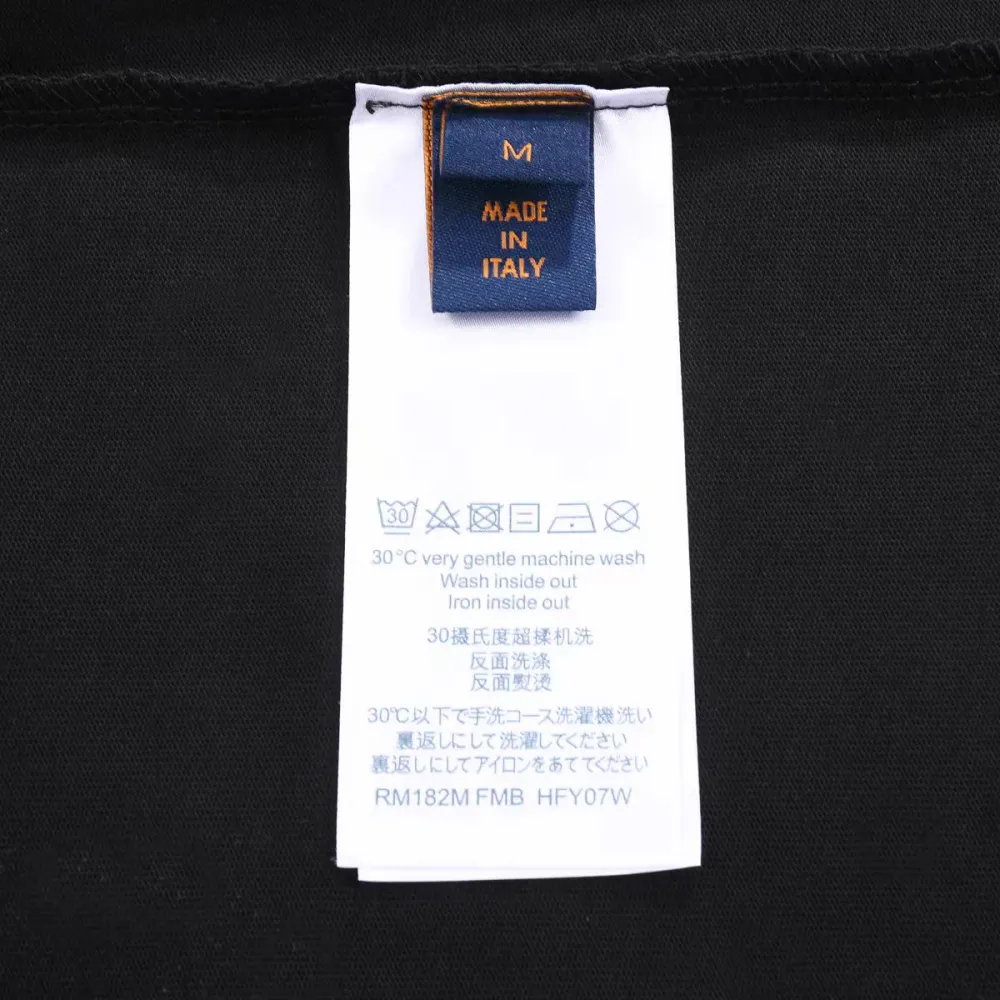 M
MADE
IN
ITALY
30
30°C very gentle machine wash
Wash inside out
Iron inside out
30摄氏度超揉机洗
反面洗涤
反面熨烫
30℃以下で手洗コース洗濯機洗い
裏返しにして洗濯してください
裏返しにしてアイロンをあててください
RM182M FMB HFY07W